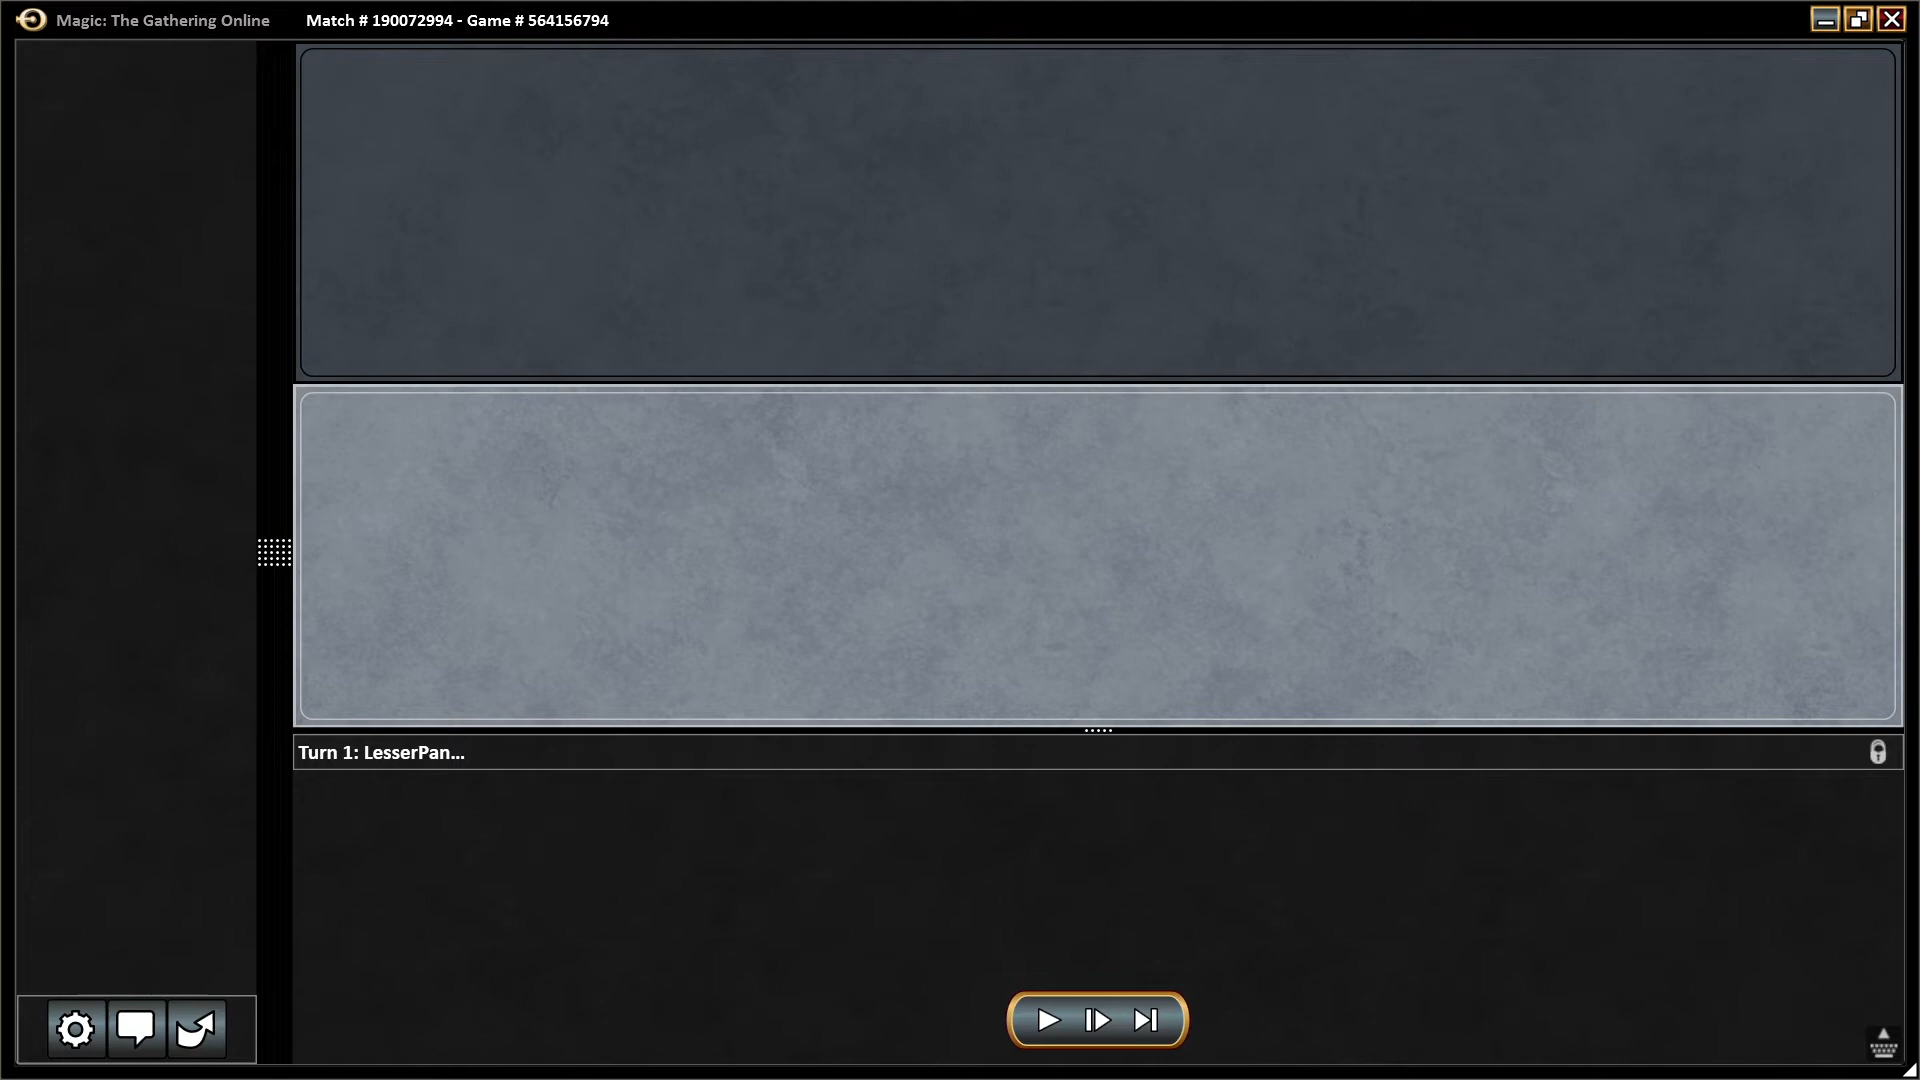 Magic: The Gathering Online
Match # 190072994 - Game # 564156794
Turn 1: LesserPan...